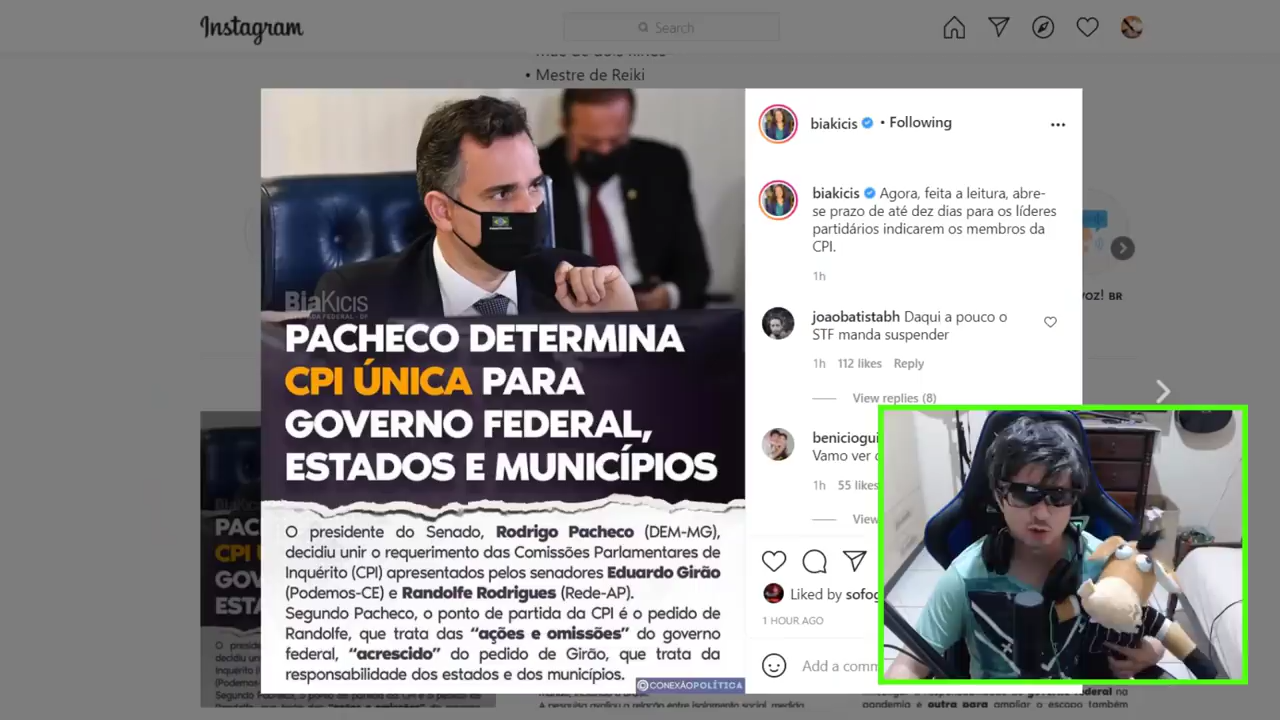 Instagram
Search
• Mestre de Reiki
biakicis • Following
biakicis Agora, feita a leitura, abre-
se prazo de até dez dias para os líderes
partidários indicarem os membros da
CPI.
1h
joaobatistabh Daqui a pouco o
STF manda suspender
1h 112 likes Reply
View replies (8)
beniciogui
Vamo ver
1h 55 likes
View
Liked by sofog
1 HOUR AGO
Add a comm
BiaKicis
PACHECO DETERMINA
CPI ÚNICA PARA
GOVERNO FEDERAL,
ESTADOS E MUNICÍPIOS
O presidente do Senado, Rodrigo Pacheco (DEM-MG),
decidiu unir o requerimento das Comissões Parlamentares de
Inquérito (CPI) apresentados pelos senadores Eduardo Girão
(Podemos-CE) e Randolfe Rodrigues (Rede-AP).
Segundo Pacheco, o ponto de partida da CPI é o pedido de
Randolfe, que trata das “ações e omissões” do governo
federal, “acrescido” do pedido de Girão, que trata da
responsabilidade dos estados e dos municípios.
CONEXÃOPOLÍTICA
voz! BR